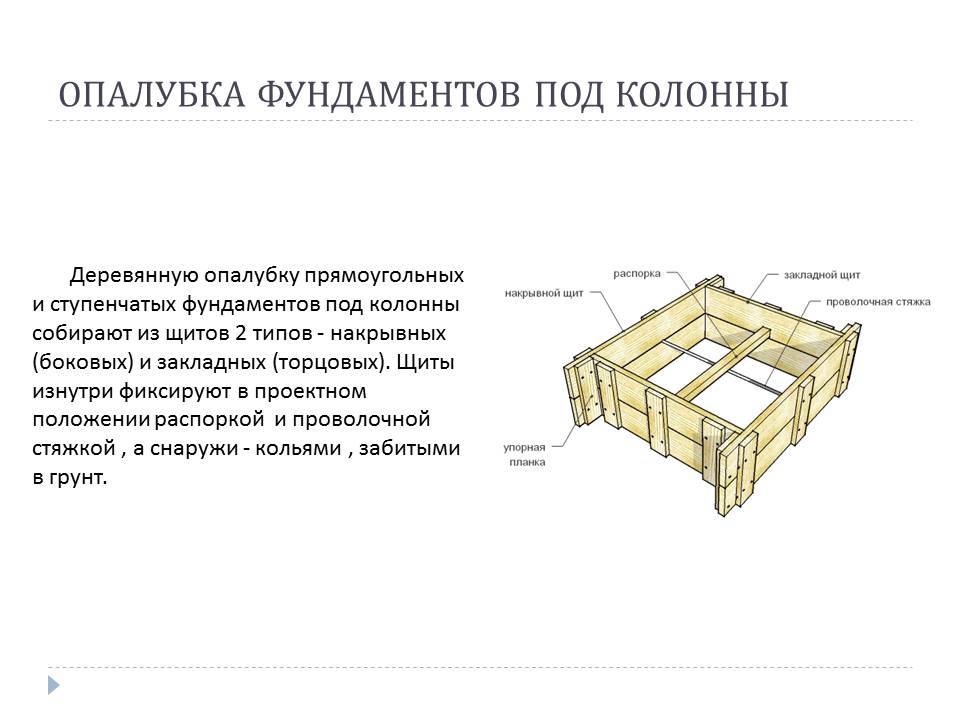 ОПАЛУБКА ФУНДАМЕНТОВ ПОД КОЛОННЫ
Деревянную опалубку прямоугольных
и ступенчатых фундаментов под колонны
собирают из щитов 2 типов - накрывных
(боковых) и закладных (торцовых). Щиты
изнутри фиксируют в проектном
положении распоркой и проволочной
стяжкой , а снаружи - кольями , забитыми
в грунт.
распорка
закладной щит
накрывной щит
проволочная стяжка
упорная
планка